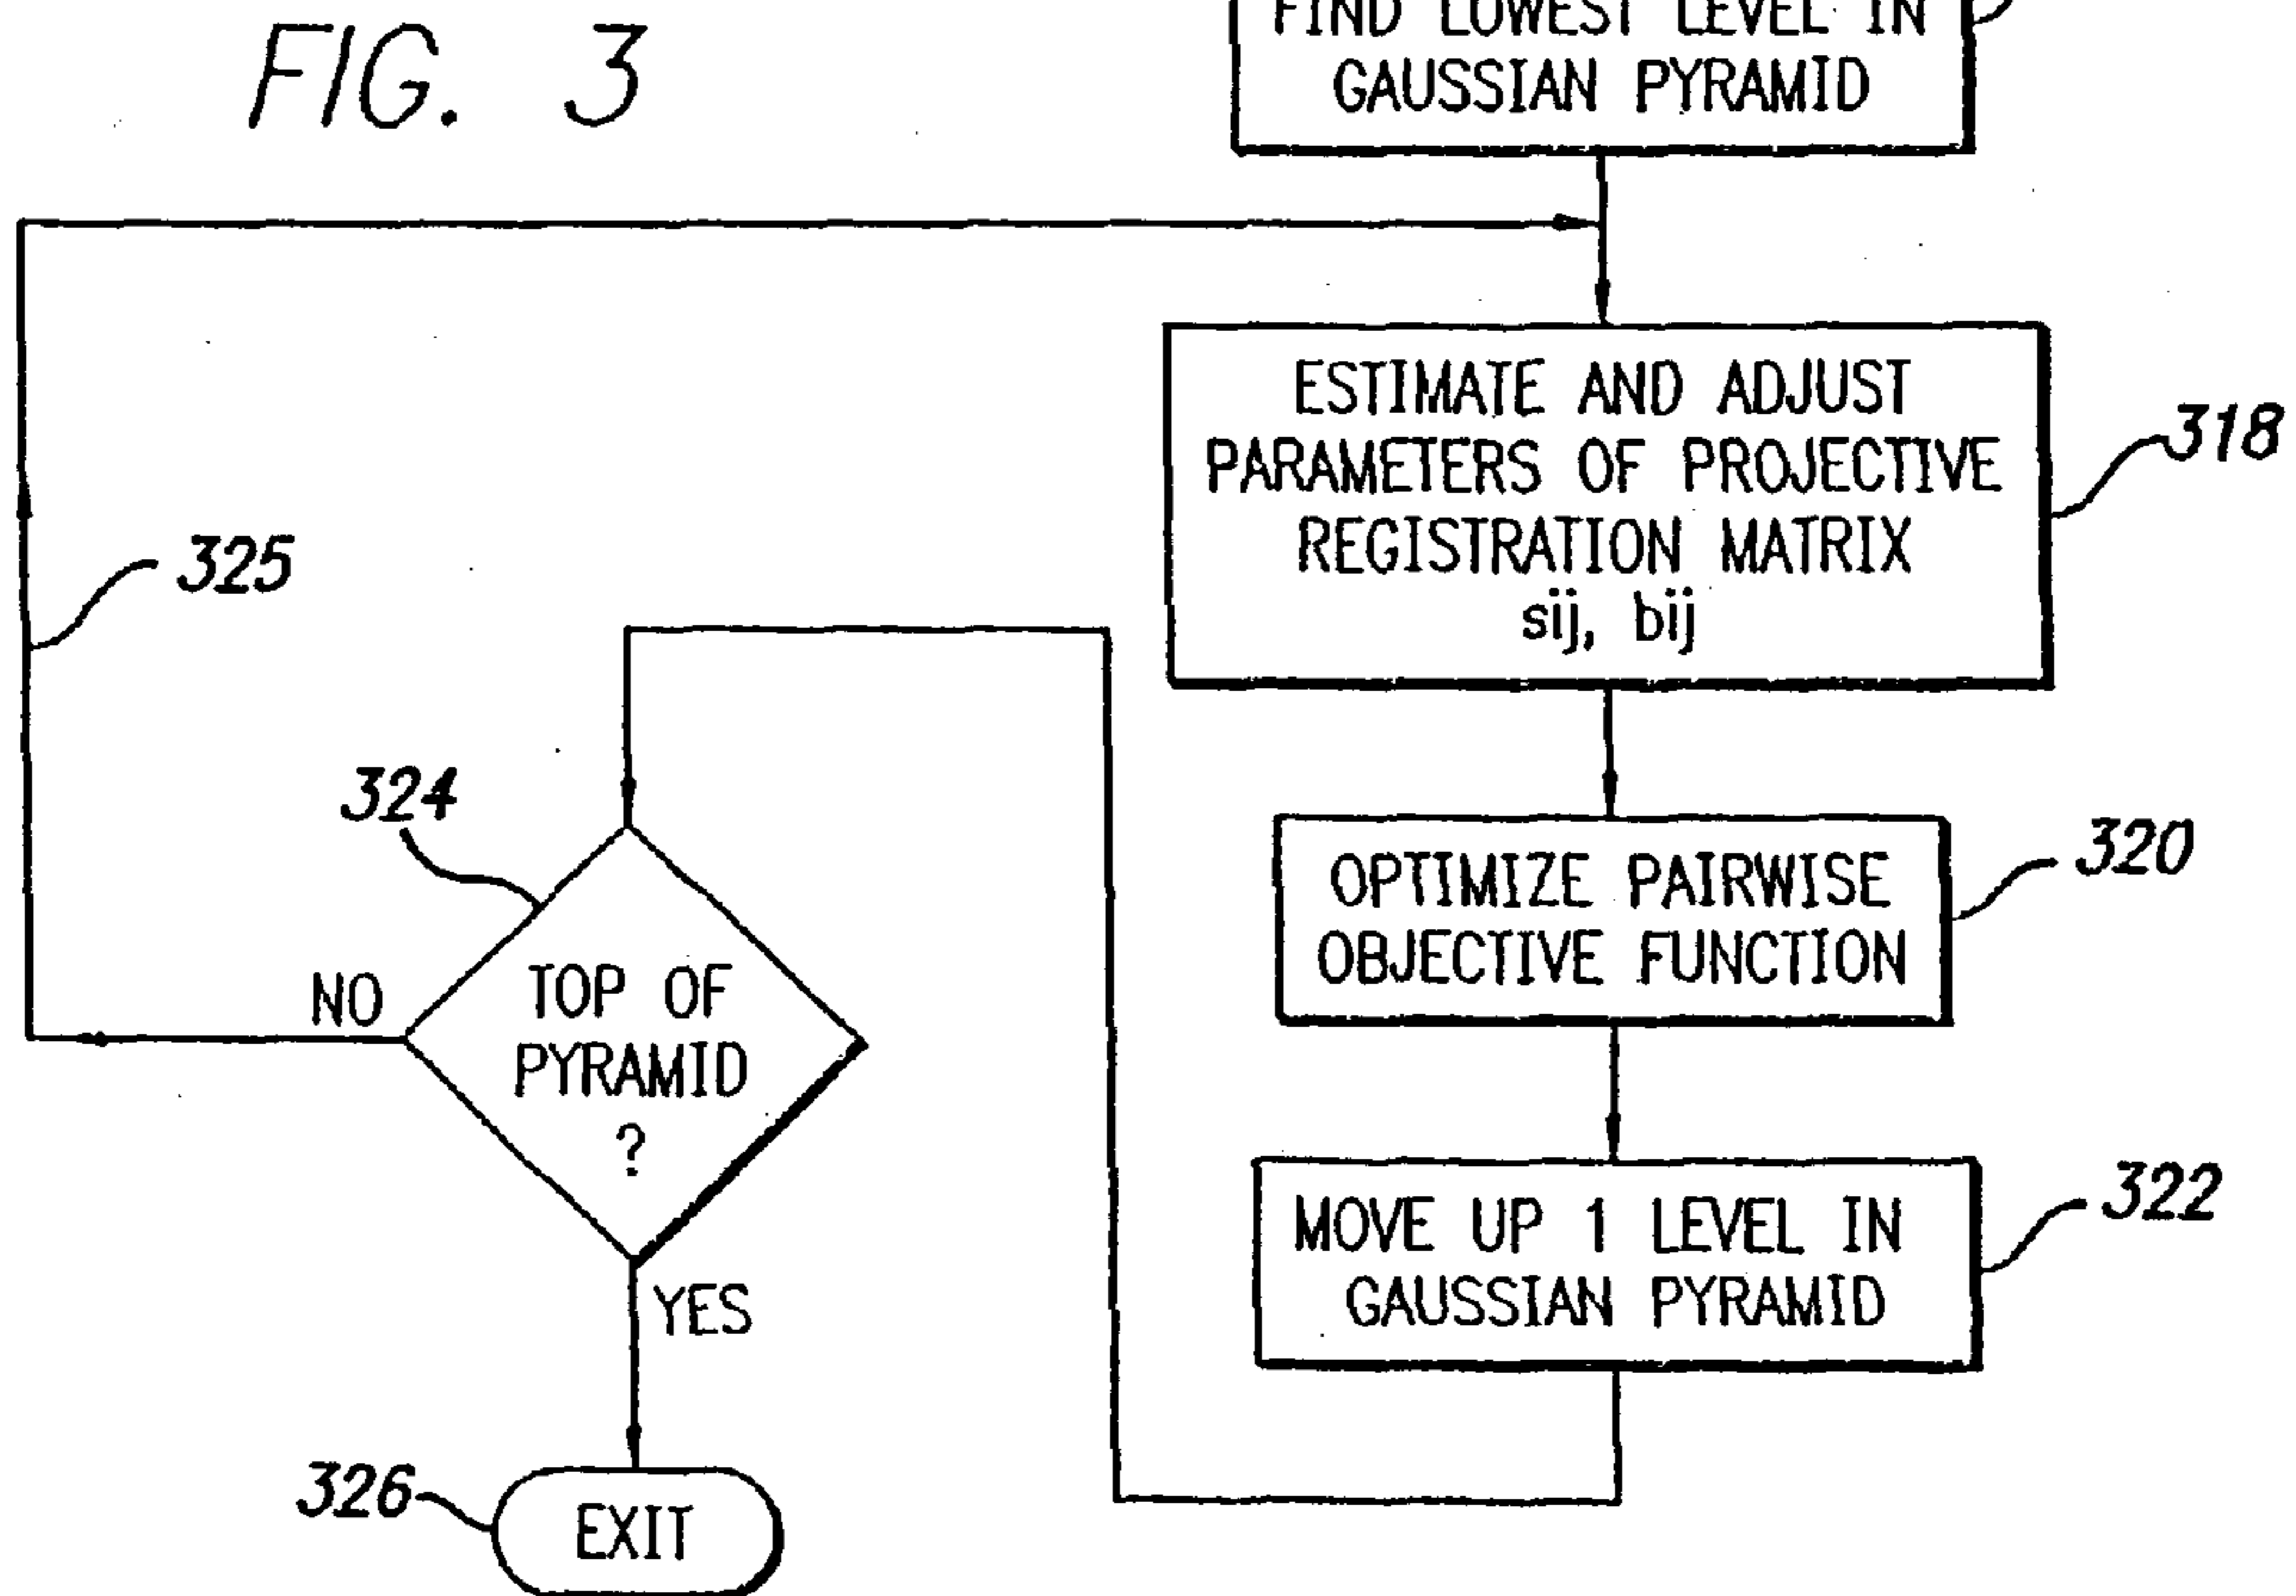 FIG. 3
FIND LOWEST LEVEL IN
GAUSSIAN PYRAMID
ESTIMATE AND ADJUST
PARAMETERS OF PROJECTIVE
REGISTRATION MATRIX
sij, bij
318
325
324
OPTIMIZE PAIRWISE
OBJECTIVE FUNCTION
320
NO
TOP OF
PYRAMID
?
MOVE UP 1 LEVEL IN
GAUSSIAN PYRAMID
322
YES
326
EXIT